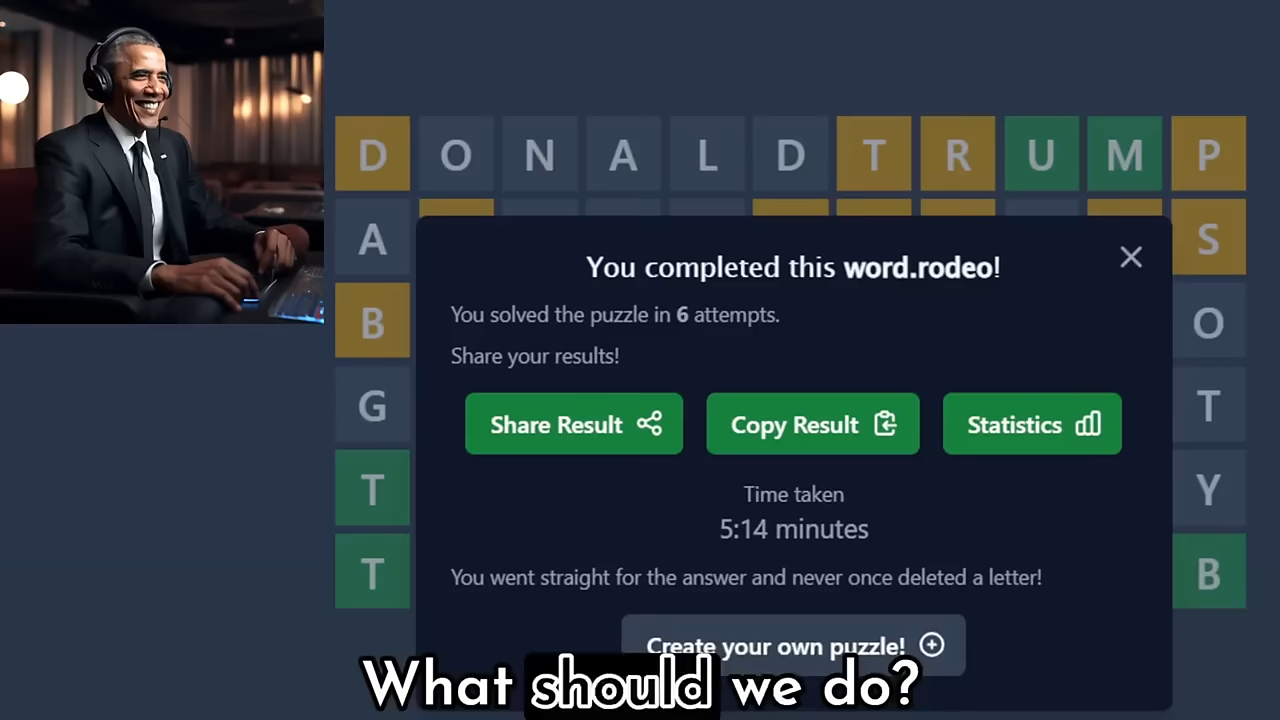 DONALDTRUMP
You completed this word.rodeo!
A S
You solved the puzzle in 6 attempts.
B O
Share your results!
G T
Share Result Copy Result Statistics
Time taken
T Y
5:14 minutes
You went straight for the answer and never once deleted a letter!
T B
Create your own puzzle!
What should we do?